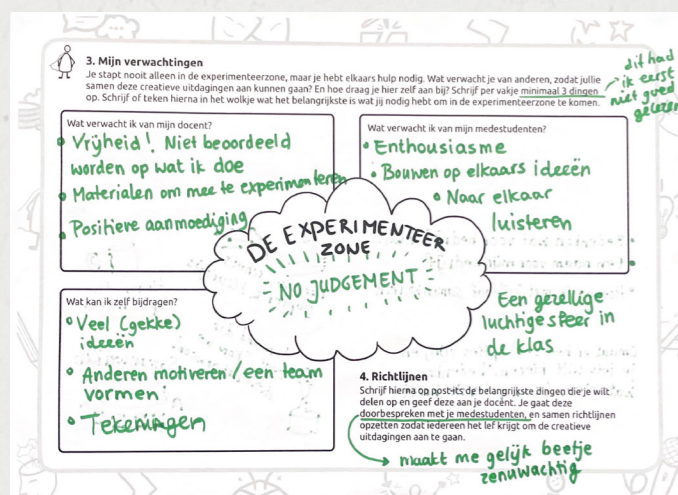 3. Mijn verwachtingen
Je stapt nooit alleen in de experimenteerzone, maar je hebt elkaars hulp nodig. Wat verwacht je van anderen, zodat jullie
samen deze creatieve uitdagingen aan kunnen gaan? En hoe draag je hier zelf aan bij? Schrijf per vakje minimaal 3 dingen
op. Schrijf of teken hierna in het wolkje wat het belangrijkste is wat jij nodig hebt om in de experimenteerzone te komen.
dit had
ik eerst
niet goed
gelezen
Wat verwacht ik van mijn docent?
• Vrijheid! Niet beoordeeld
worden op wat ik doe
• Materialen om mee te experimenteren
• Positieve aanmoediging
Wat verwacht ik van mijn medestudenten?
• Enthousiasme
• Bouwen op elkaars ideeën
• Naar elkaar
luisteren
DE EXPERIMENTEER
ZONE
NO JUDGEMENT
Wat kan ik zelf bijdragen?
• Veel (gekke)
ideeën
• Anderen motiveren / een team
vormen
• Tekeningen
Een gezellige
luchtige sfeer in
de klas
4. Richtlijnen
Schrijf hierna op post-its de belangrijkste dingen die je wilt
delen op en geef deze aan je docent. Je gaat deze
doorbespreken met je medestudenten, en samen richtlijnen
opzetten zodat iedereen het lef krijgt om de creatieve
uitdagingen aan te gaan.
maakt me gelijk beetje
zenuwachtig